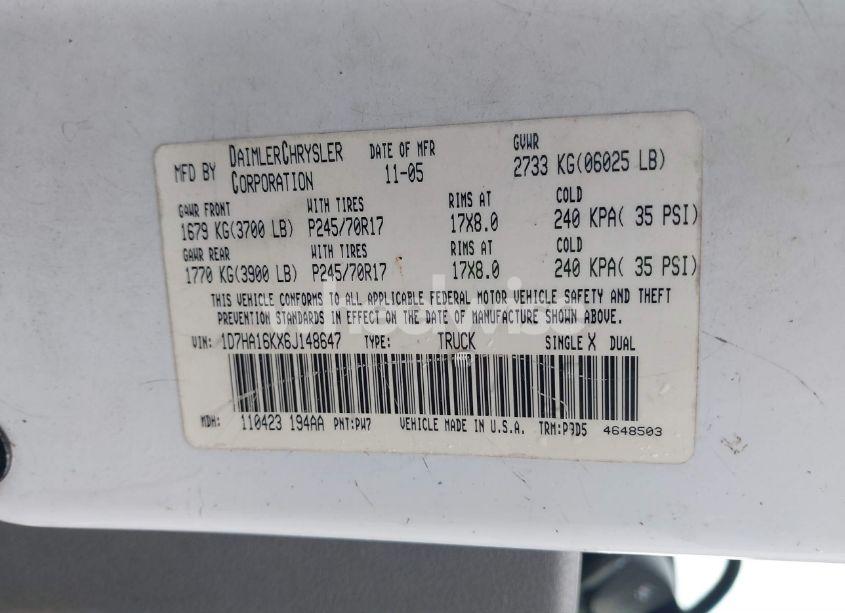 MFD BY DAIMLERCHRYSLER CORPORATION DATE OF MFR 11-05 GVWR 2733 KG(06025 LB)
GAWR FRONT WITH TIRES RIMS AT COLD
1679 KG(3700 LB) P245/70R17 17X8.0 240 KPA( 35 PSI)
GAWR REAR WITH TIRES RIMS AT COLD
1770 KG(3900 LB) P245/70R17 17X8.0 240 KPA( 35 PSI)
THIS VEHICLE CONFORMS TO ALL APPLICABLE FEDERAL MOTOR VEHICLE SAFETY AND THEFT
PREVENTION STANDARDS IN EFFECT ON THE DATE OF MANUFACTURE SHOWN ABOVE.
VIN: 1D7HA16KX6J148647 TYPE: TRUCK SINGLE X DUAL
MDH: 110423 194AA PNT:PW7 VEHICLE MADE IN U.S.A. TRM: 4648503